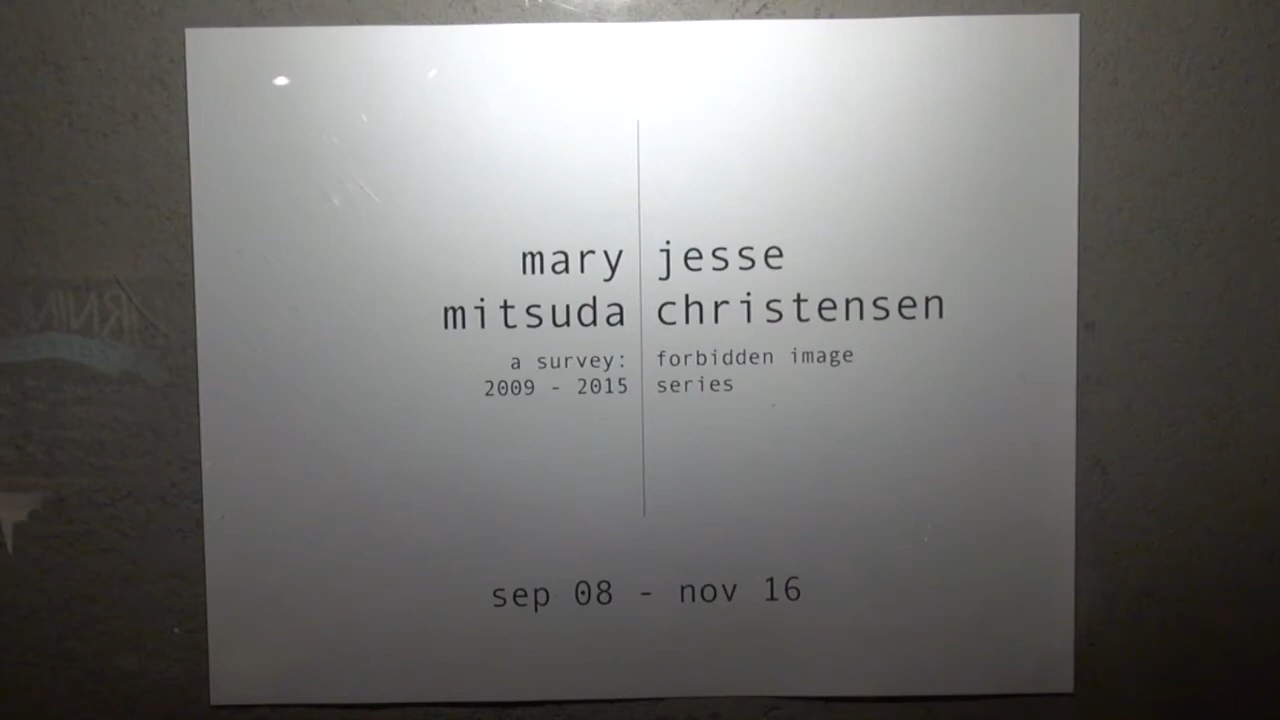 mary
mitsuda
a survey:
2009 - 2015
jesse
christensen
forbidden image
series
sep 08 - nov 16